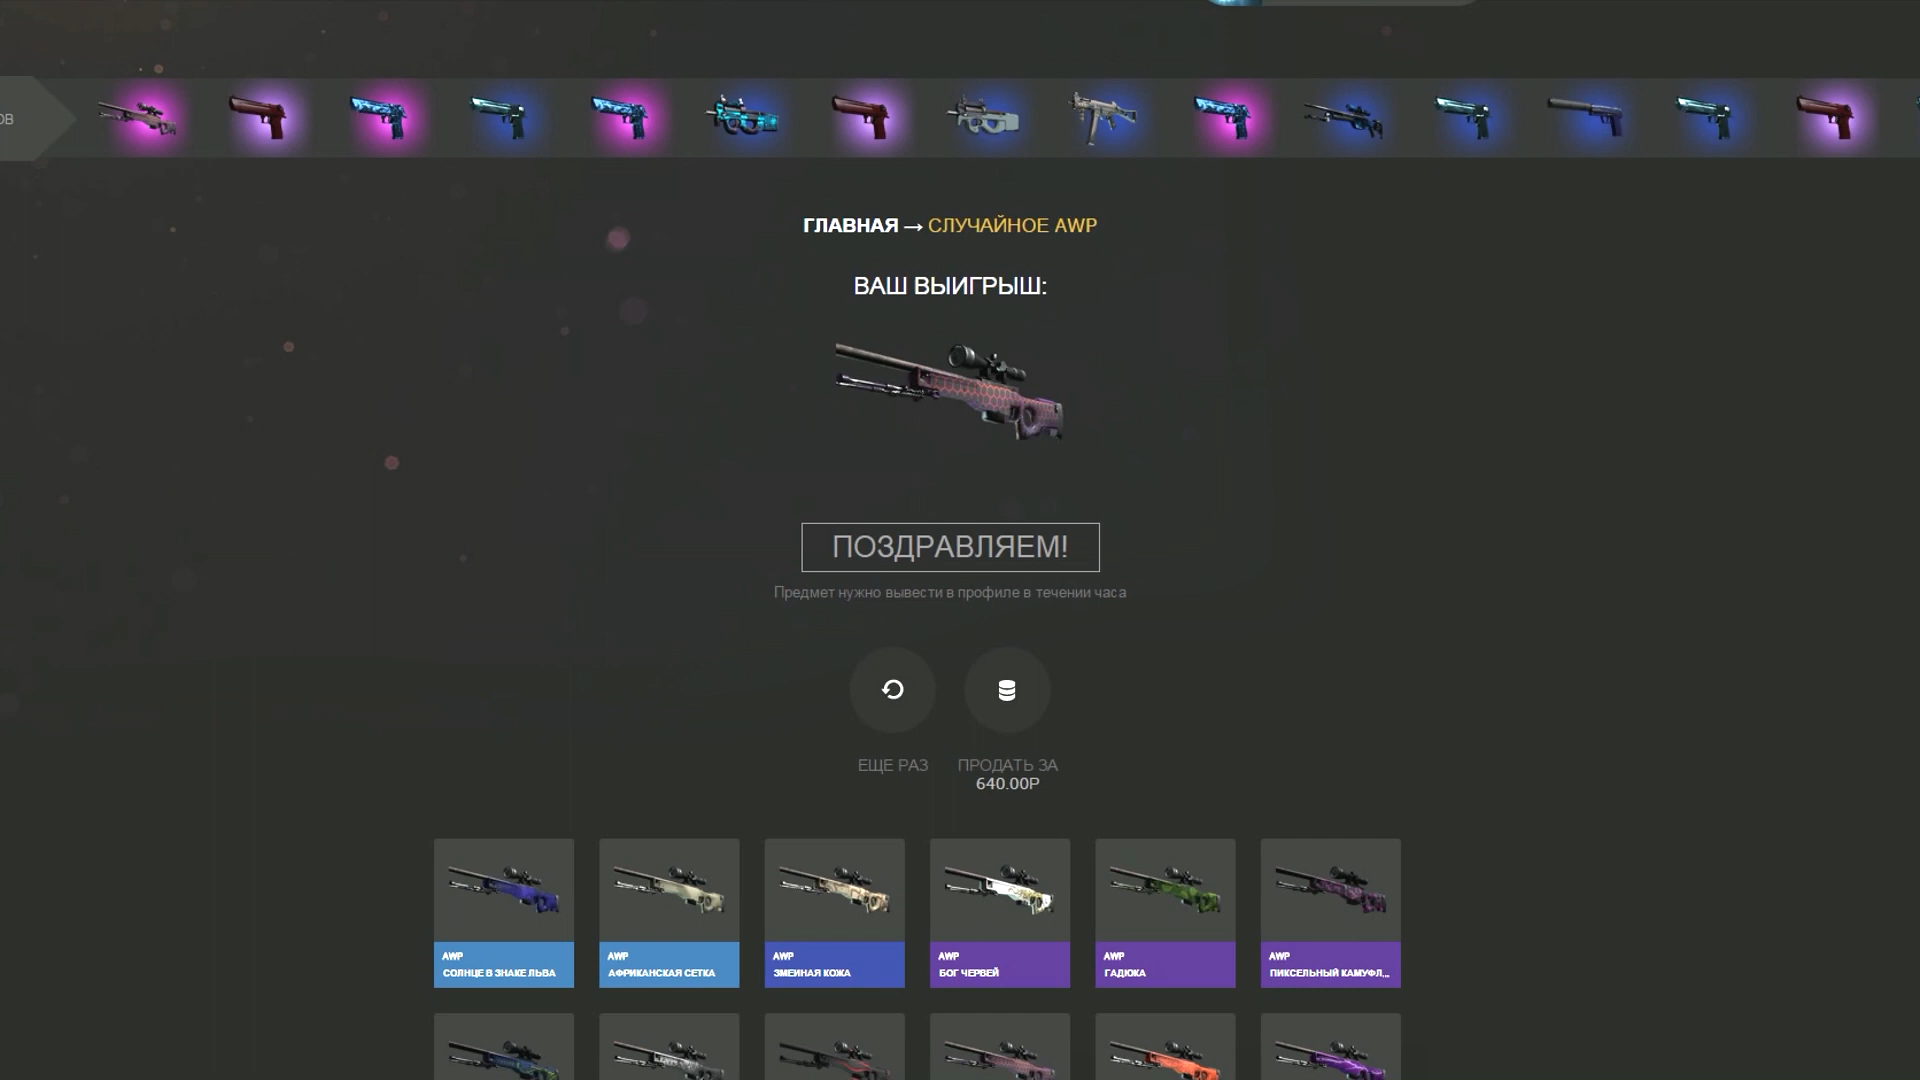 ОВ
ГЛАВНАЯ → СЛУЧАЙНОЕ AWP
ВАШ ВЫИГРЫШ:
ПОЗДРАВЛЯЕМ!
Предмет нужно вывести в профиле в течении часа
ЕЩЕ РАЗ
ПРОДАТЬ ЗА
640.00Р
AWP
СОЛНЦЕ В ЗНАКЕ ЛЬВА
AWP
АФРИКАНСКАЯ СЕТКА
AWP
ЗМЕИНАЯ КОЖА
AWP
БОГ ЧЕРВЕЙ
AWP
ГАДЮКА
AWP
ПИКСЕЛЬНЫЙ КАМУФЛ...